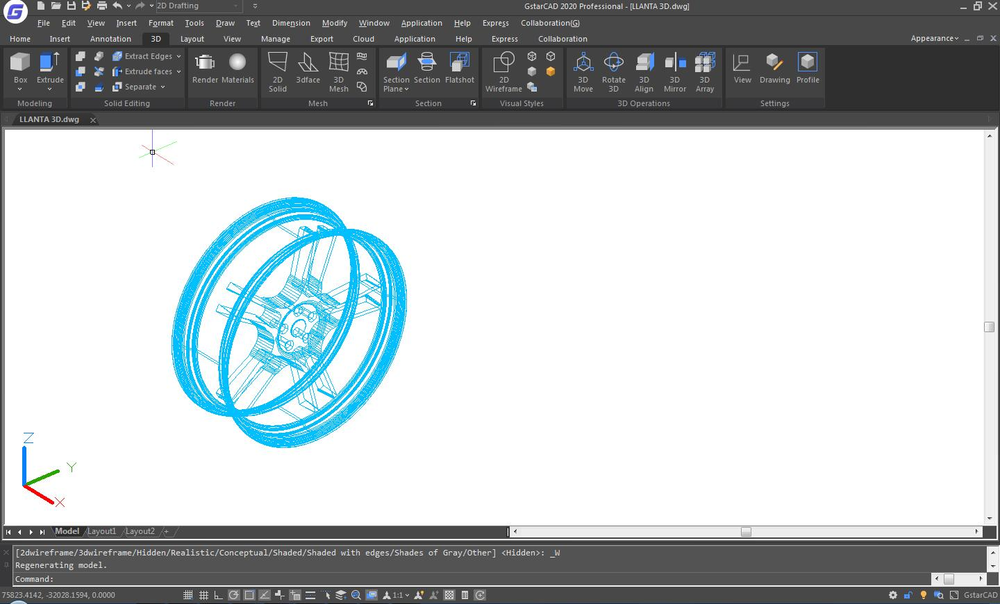 2D Drafting
GstarCAD 2020 Professional - [LLANTA 3D.dwg]
File Edit View Insert Format Tools Draw Text Dimension Modify Window Application Help Express Collaboration(G)
Home Insert Annotation 3D Layout View Manage Export Cloud Application Help Express Collaboration Appearance
Box
Extrude
Modeling
Extract Edges
Extrude faces
Separate
Solid Editing
Render Materials
Render
2D Solid
3dface
3D Mesh
Mesh
Section Plane
Section
Flatshot
Section
2D Wireframe
Visual Styles
3D Move
Rotate 3D
3D Align
3D Mirror
3D Array
3D Operations
View
Drawing
Profile
Settings
LLANTA 3D.dwg
Z
Y
X
Model Layout1 Layout2 +
[2dwireframe/3dwireframe/Hidden/Realistic/Conceptual/Shaded/Shaded with edges/Shades of Gray/Other] <Hidden>: _W
Regenerating model.
Command:
75823.4142, -32028.1594, 0.0000
1:1
GstarCAD